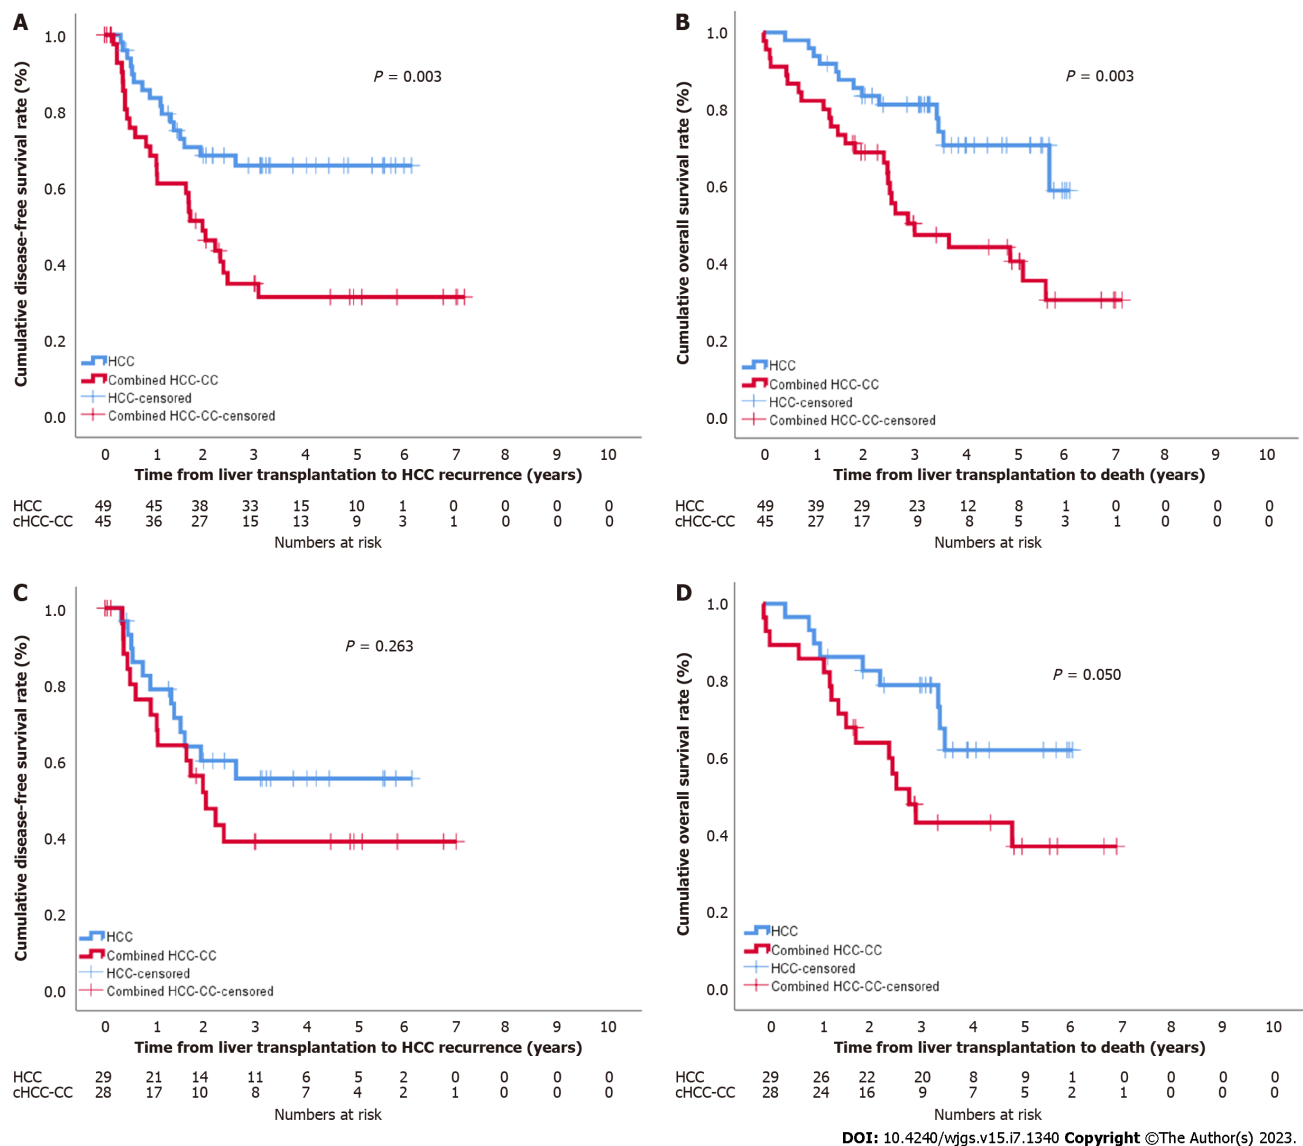 A
Cumulative disease-free survival rate (%)
1.0
0.8
0.6
0.4
0.2
0.0
P = 0.003
HCC
Combined HCC-CC
HCC-censored
Combined HCC-CC-censored
0 1 2 3 4 5 6 7 8 9 10
Time from liver transplantation to HCC recurrence (years)
HCC 49 45 38 33 15 10 1 0 0 0 0
cHCC-CC 45 36 27 15 13 9 3 1 0 0 0
Numbers at risk
B
Cumulative overall survival rate (%)
1.0
0.8
0.6
0.4
0.2
0.0
P = 0.003
HCC
Combined HCC-CC
HCC-censored
Combined HCC-CC-censored
0 1 2 3 4 5 6 7 8 9 10
Time from liver transplantation to death (years)
HCC 49 39 29 23 12 8 1 0 0 0 0
cHCC-CC 45 27 17 9 8 5 3 1 0 0 0
Numbers at risk
C
Cumulative disease-free survival rate (%)
1.0
0.8
0.6
0.4
0.2
0.0
P = 0.263
HCC
Combined HCC-CC
HCC-censored
Combined HCC-CC-censored
0 1 2 3 4 5 6 7 8 9 10
Time from liver transplantation to HCC recurrence (years)
HCC 29 21 14 11 6 5 2 0 0 0 0
cHCC-CC 28 17 10 8 7 4 2 1 0 0 0
Numbers at risk
D
Cumulative overall survival rate (%)
1.0
0.8
0.6
0.4
0.2
0.0
P = 0.050
HCC
Combined HCC-CC
HCC-censored
Combined HCC-CC-censored
0 1 2 3 4 5 6 7 8 9 10
Time from liver transplantation to death (years)
HCC 29 26 22 20 8 9 1 0 0 0 0
cHCC-CC 28 24 16 9 7 5 2 1 0 0 0
Numbers at risk
DOI: 10.4240/wjgs.v15.i7.1340 Copyright ©The Author(s) 2023.